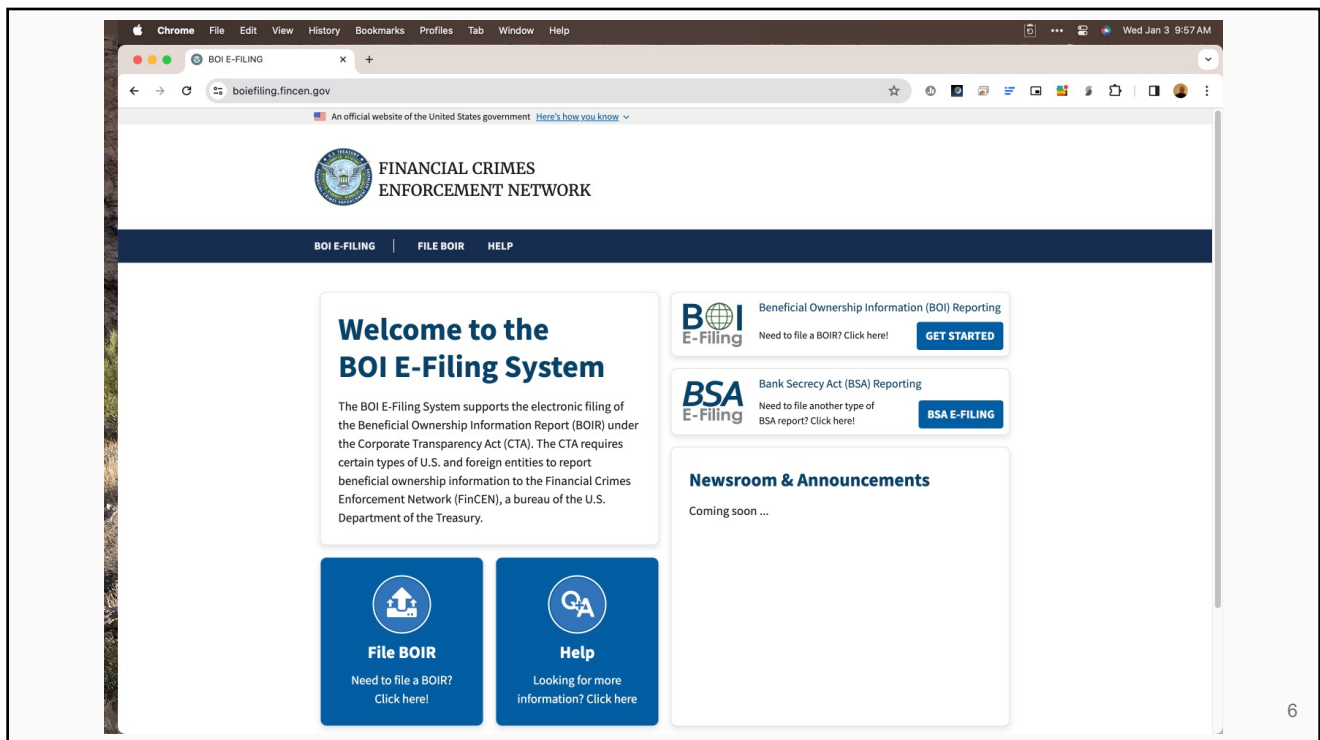 Chrome File Edit View History Bookmarks Profiles Tab Window Help
Wed Jan 3 9:57 AM
BOI E-FILING
boiefiling.fincen.gov
An official website of the United States government Here's how you know
FINANCIAL CRIMES
ENFORCEMENT NETWORK
BOI E-FILING FILE BOIR HELP
Welcome to the
BOI E-Filing System
The BOI E-Filing System supports the electronic filing of
the Beneficial Ownership Information Report (BOIR) under
the Corporate Transparency Act (CTA). The CTA requires
certain types of U.S. and foreign entities to report
beneficial ownership information to the Financial Crimes
Enforcement Network (FinCEN), a bureau of the U.S.
Department of the Treasury.
File BOIR
Need to file a BOIR?
Click here!
Help
Looking for more
information? Click here
BOI
E-Filing
Beneficial Ownership Information (BOI) Reporting
Need to file a BOIR? Click here!
GET STARTED
BSA
E-Filing
Bank Secrecy Act (BSA) Reporting
Need to file another type of
BSA report? Click here!
BSA E-FILING
Newsroom & Announcements
Coming soon ...
6